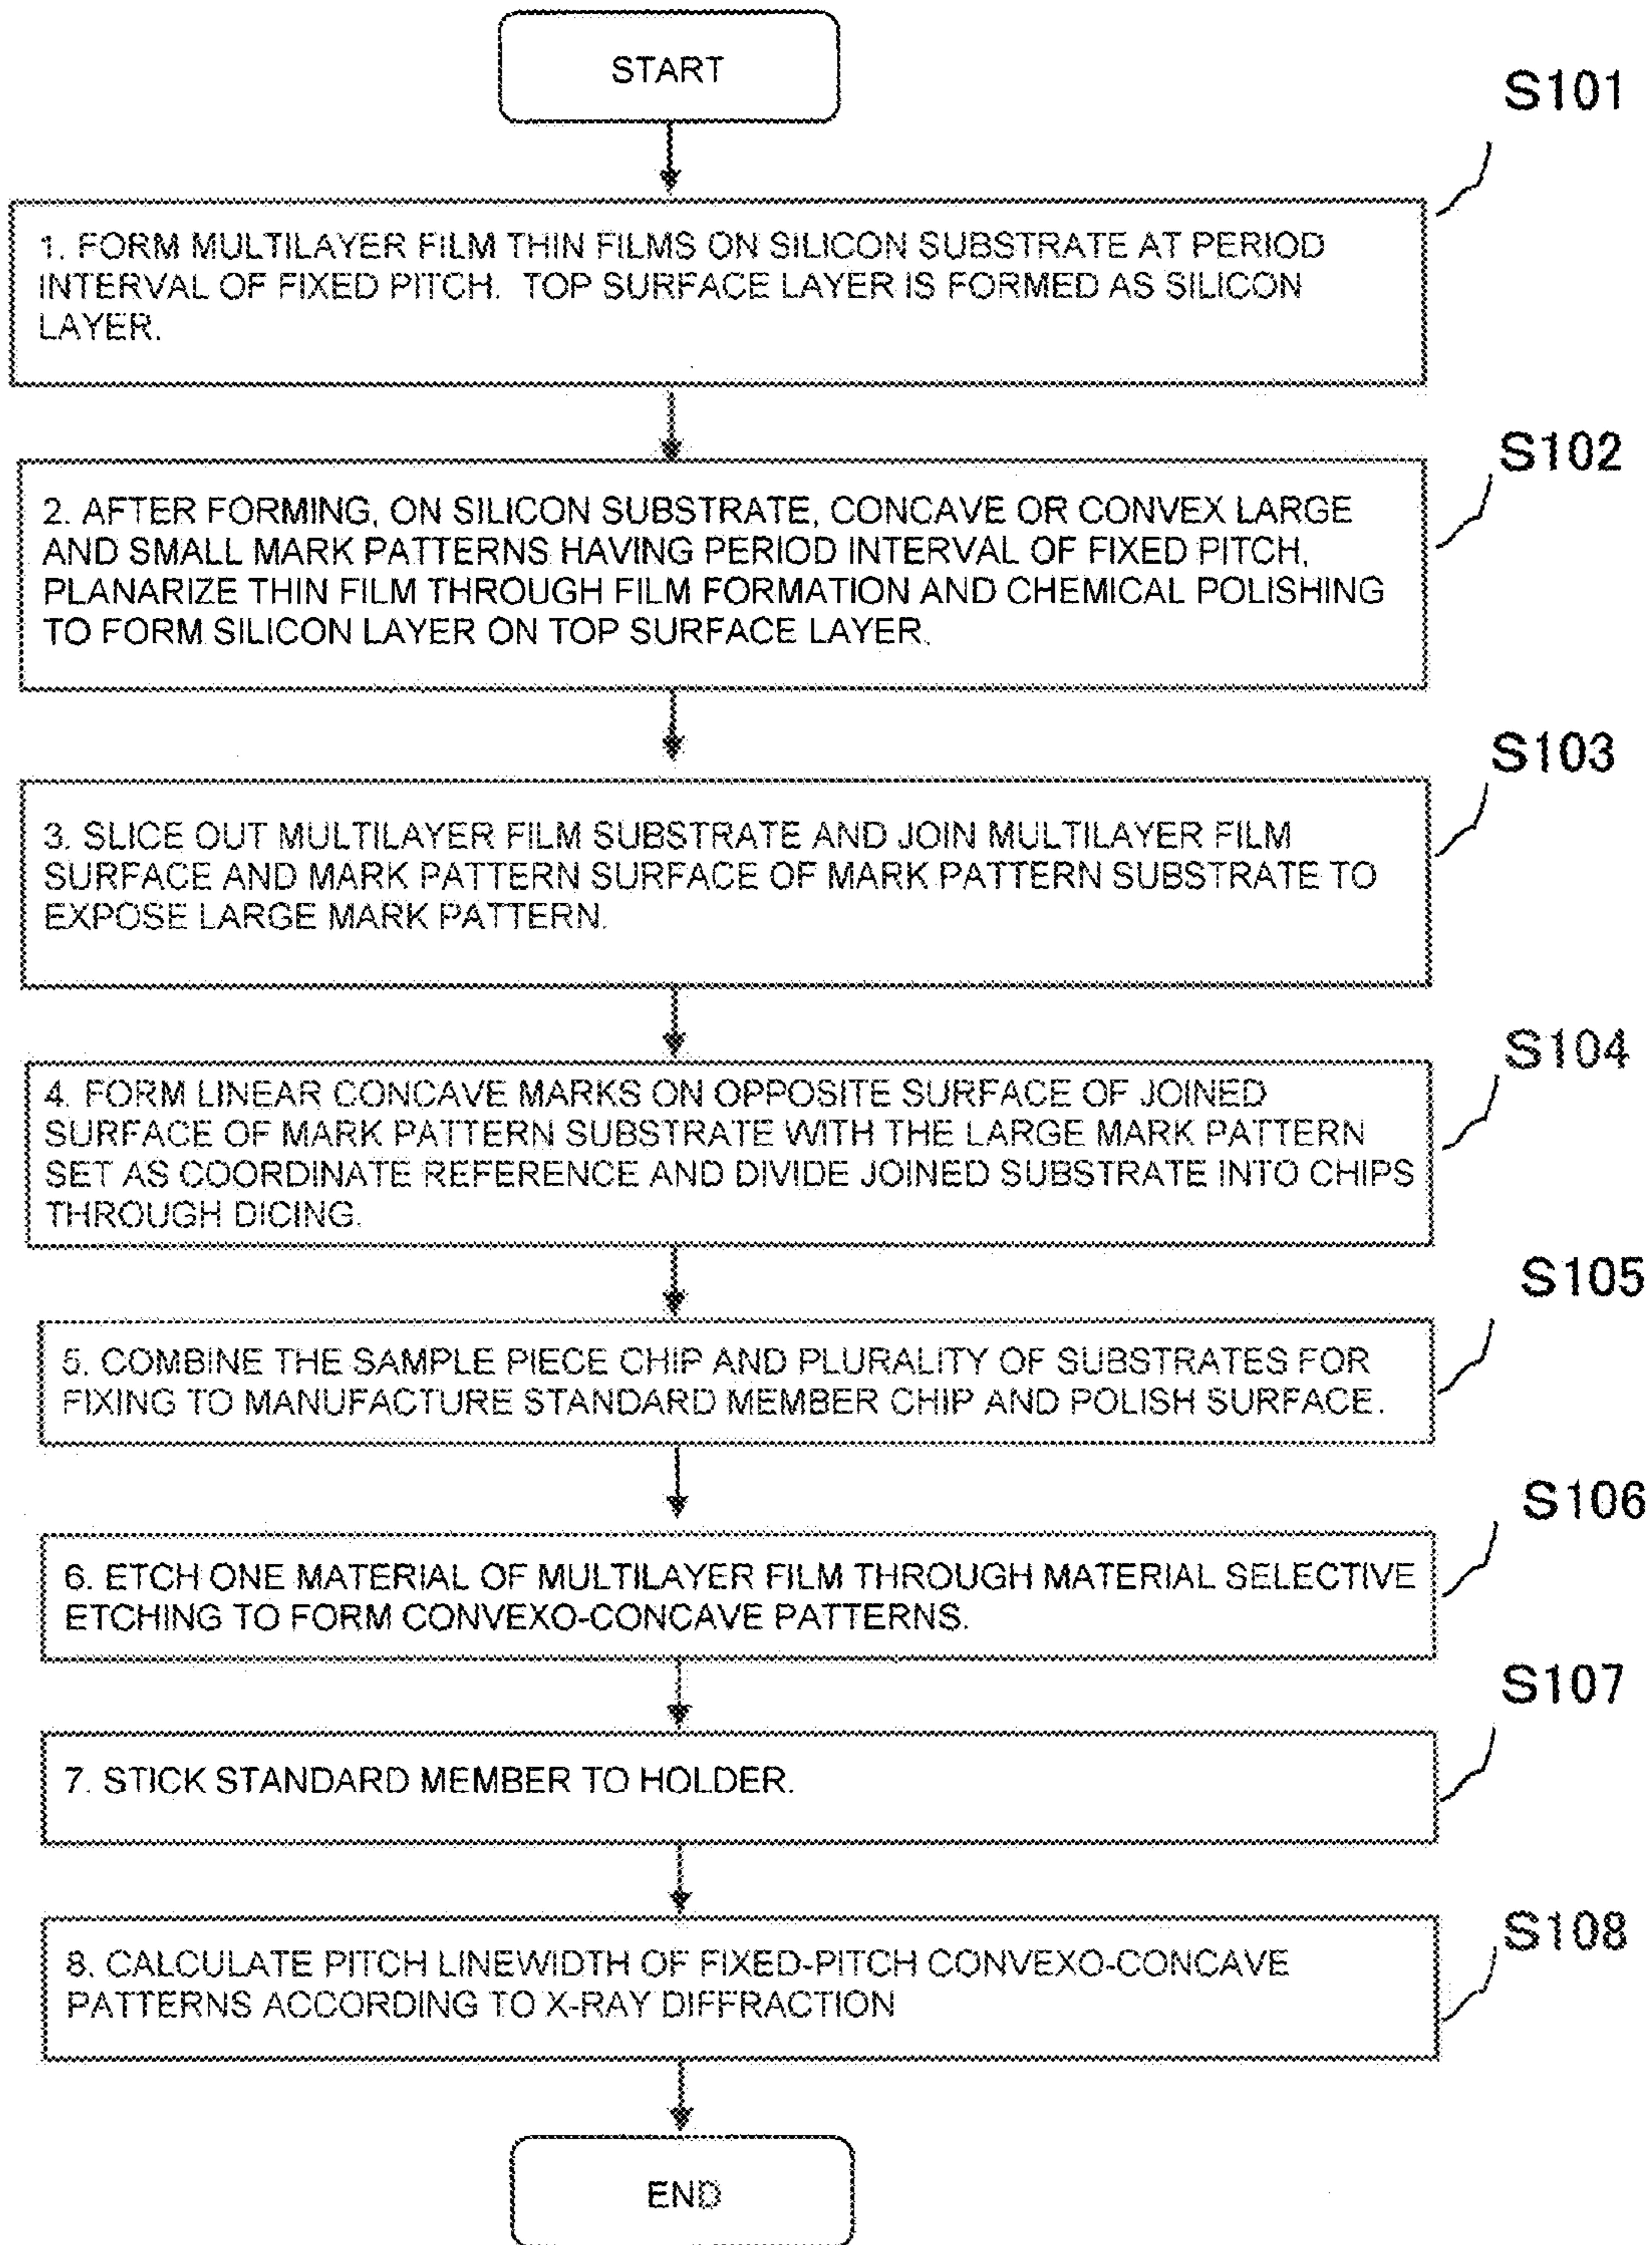 START
S101
1. FORM MULTILAYER FILM THIN FILMS ON SILICON SUBSTRATE AT PERIOD
INTERVAL OF FIXED PITCH. TOP SURFACE LAYER IS FORMED AS SILICON
LAYER.
S102
2. AFTER FORMING, ON SILICON SUBSTRATE, CONCAVE OR CONVEX LARGE
AND SMALL MARK PATTERNS HAVING PERIOD INTERVAL OF FIXED PITCH,
PLANARIZE THIN FILM THROUGH FILM FORMATION AND CHEMICAL POLISHING
TO FORM SILICON LAYER ON TOP SURFACE LAYER.
S103
3. SLICE OUT MULTILAYER FILM SUBSTRATE AND JOIN MULTILAYER FILM
SURFACE AND MARK PATTERN SURFACE OF MARK PATTERN SUBSTRATE TO
EXPOSE LARGE MARK PATTERN.
S104
4. FORM LINEAR CONCAVE MARKS ON OPPOSITE SURFACE OF JOINED
SURFACE OF MARK PATTERN SUBSTRATE WITH THE LARGE MARK PATTERN
SET AS COORDINATE REFERENCE AND DIVIDE JOINED SUBSTRATE INTO CHIPS
THROUGH DICING.
S105
5. COMBINE THE SAMPLE PIECE CHIP AND PLURALITY OF SUBSTRATES FOR
FIXING TO MANUFACTURE STANDARD MEMBER CHIP AND POLISH SURFACE.
S106
6. ETCH ONE MATERIAL OF MULTILAYER FILM THROUGH MATERIAL SELECTIVE
ETCHING TO FORM CONVEXO-CONCAVE PATTERNS.
S107
7. STICK STANDARD MEMBER TO HOLDER.
S108
8. CALCULATE PITCH LINEWIDTH OF FIXED-PITCH CONVEXO-CONCAVE
PATTERNS ACCORDING TO X-RAY DIFFRACTION
END